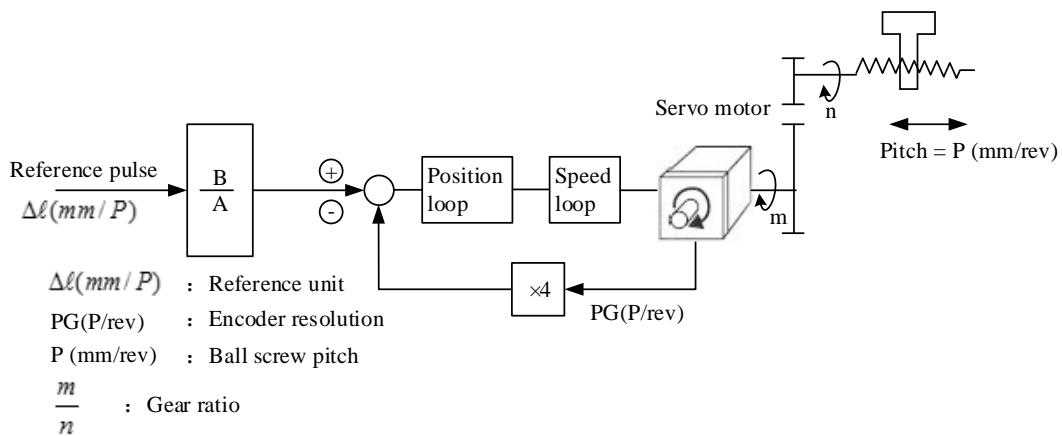 Servo motor
n
Pitch = P (mm/rev)
Reference pulse
Δℓ(mm/P)
B
A
+
-
Position
loop
Speed
loop
m
×4
PG(P/rev)
Δℓ(mm/P) : Reference unit
PG(P/rev) : Encoder resolution
P (mm/rev) : Ball screw pitch
m
n
: Gear ratio